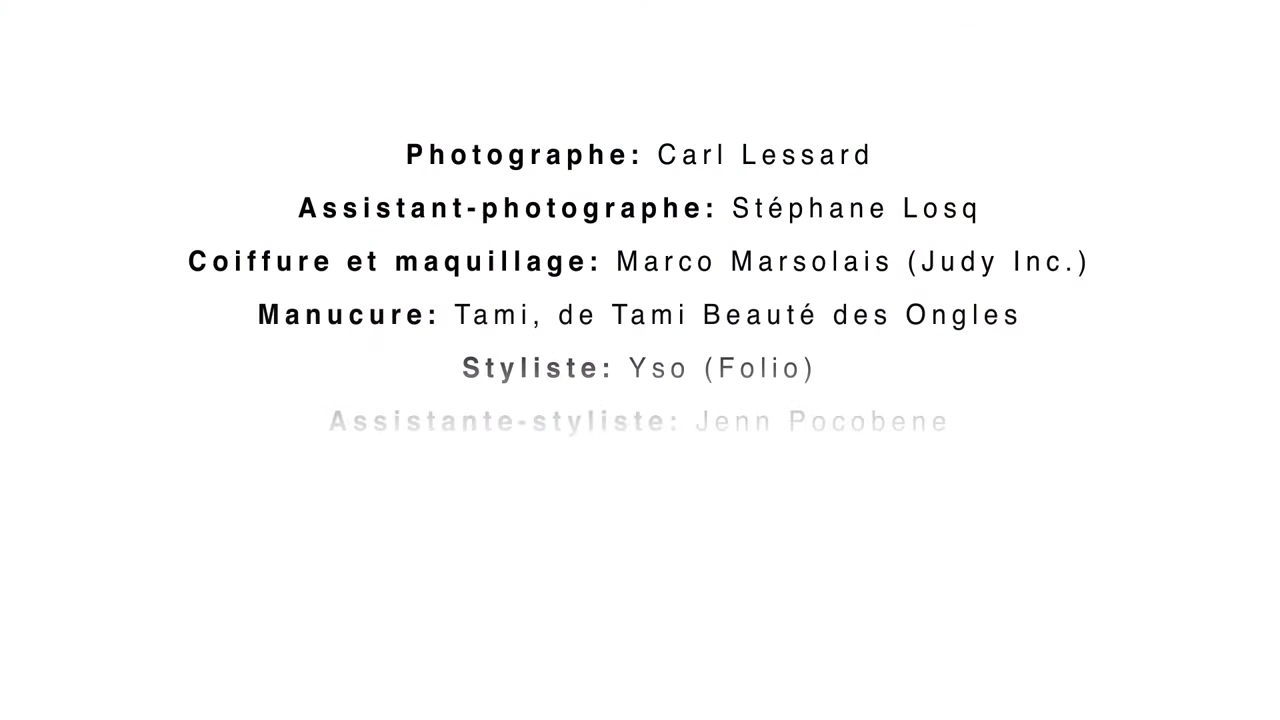 Photographe: Carl Lessard
Assistant-photographe: Stéphane Losq
Coiffure et maquillage: Marco Marsolais (Judy Inc.)
Manucure: Tami, de Tami Beauté des Ongles
Styliste: Yso (Folio)
Assistante-styliste: Jenn Pocobene